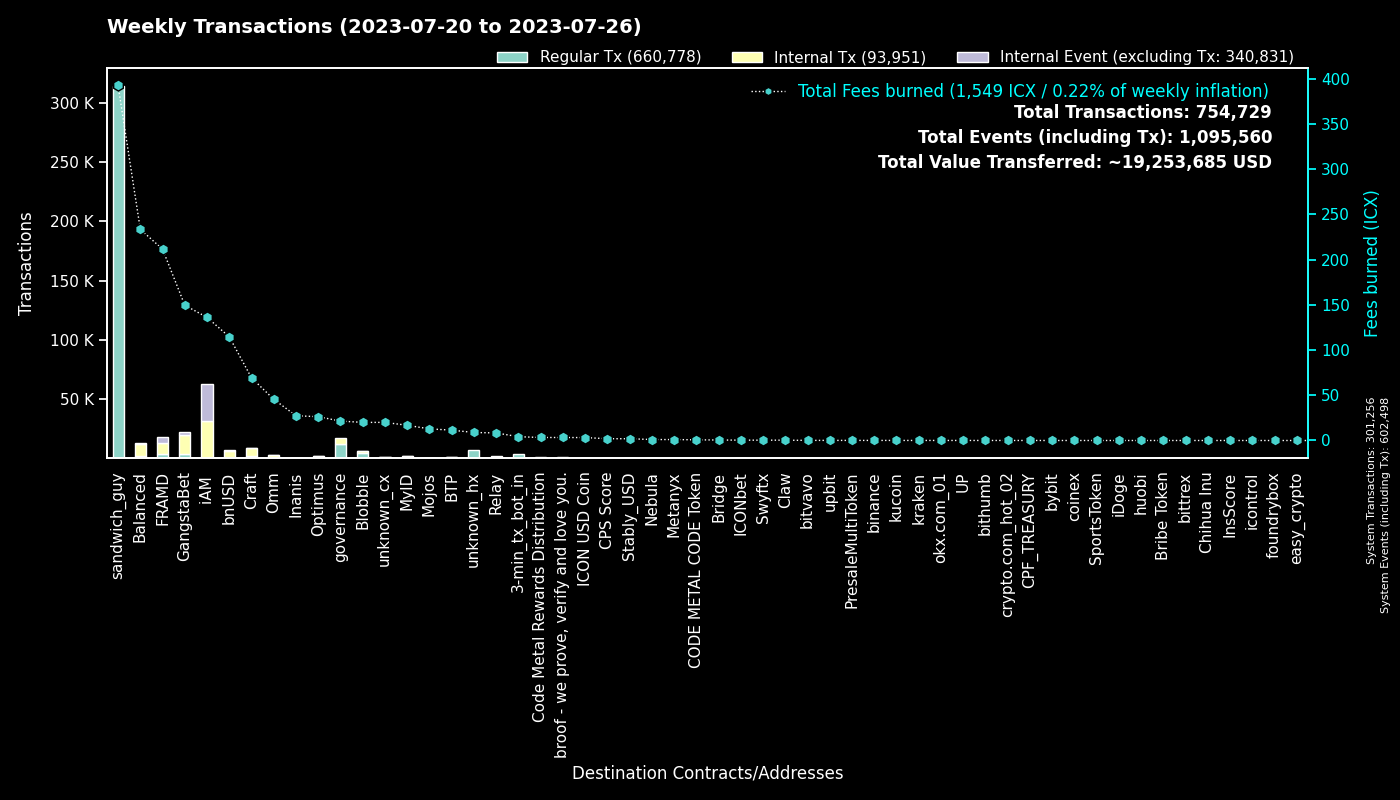 Weekly Transactions (2023-07-20 to 2023-07-26)
Regular Tx (660,778)
Internal Tx (93,951)
Internal Event (excluding Tx: 340,831)
Total Fees burned (1,549 ICX / 0.22% of weekly inflation)
Total Transactions: 754,729
Total Events (including Tx): 1,095,560
Total Value Transferred: ~19,253,685 USD
Transactions
300 K
250 K
200 K
150 K
100 K
50 K
400
350
300
250
200
150
100
50
0
Fees burned (ICX)
System Transactions: 301,256
System Events (including Tx): 602,498
sandwich_guy
Balanced
FRAMD
GangstaBet
iAM
bnUSD
Craft
Omm
Inanis
Optimus
governance
Blobble
unknown_cx
MyID
Mojos
BTP
unknown_hx
Relay
3-min_tx_bot_in
Code Metal Rewards Distribution
broof - we prove, verify and love you.
ICON USD Coin
CPS Score
Stably_USD
Nebula
Metanyx
CODE METAL CODE Token
Bridge
ICONbet
Swyftx
Claw
bitvavo
upbit
PresaleMultiToken
binance
kucoin
kraken
okx.com_01
UP
bithumb
crypto.com_hot_02
CPF_TREASURY
bybit
coinex
SportsToken
iDoge
huobi
Bribe Token
bittrex
Chihua Inu
InsScore
icontrol
foundrybox
easy_crypto
Destination Contracts/Addresses